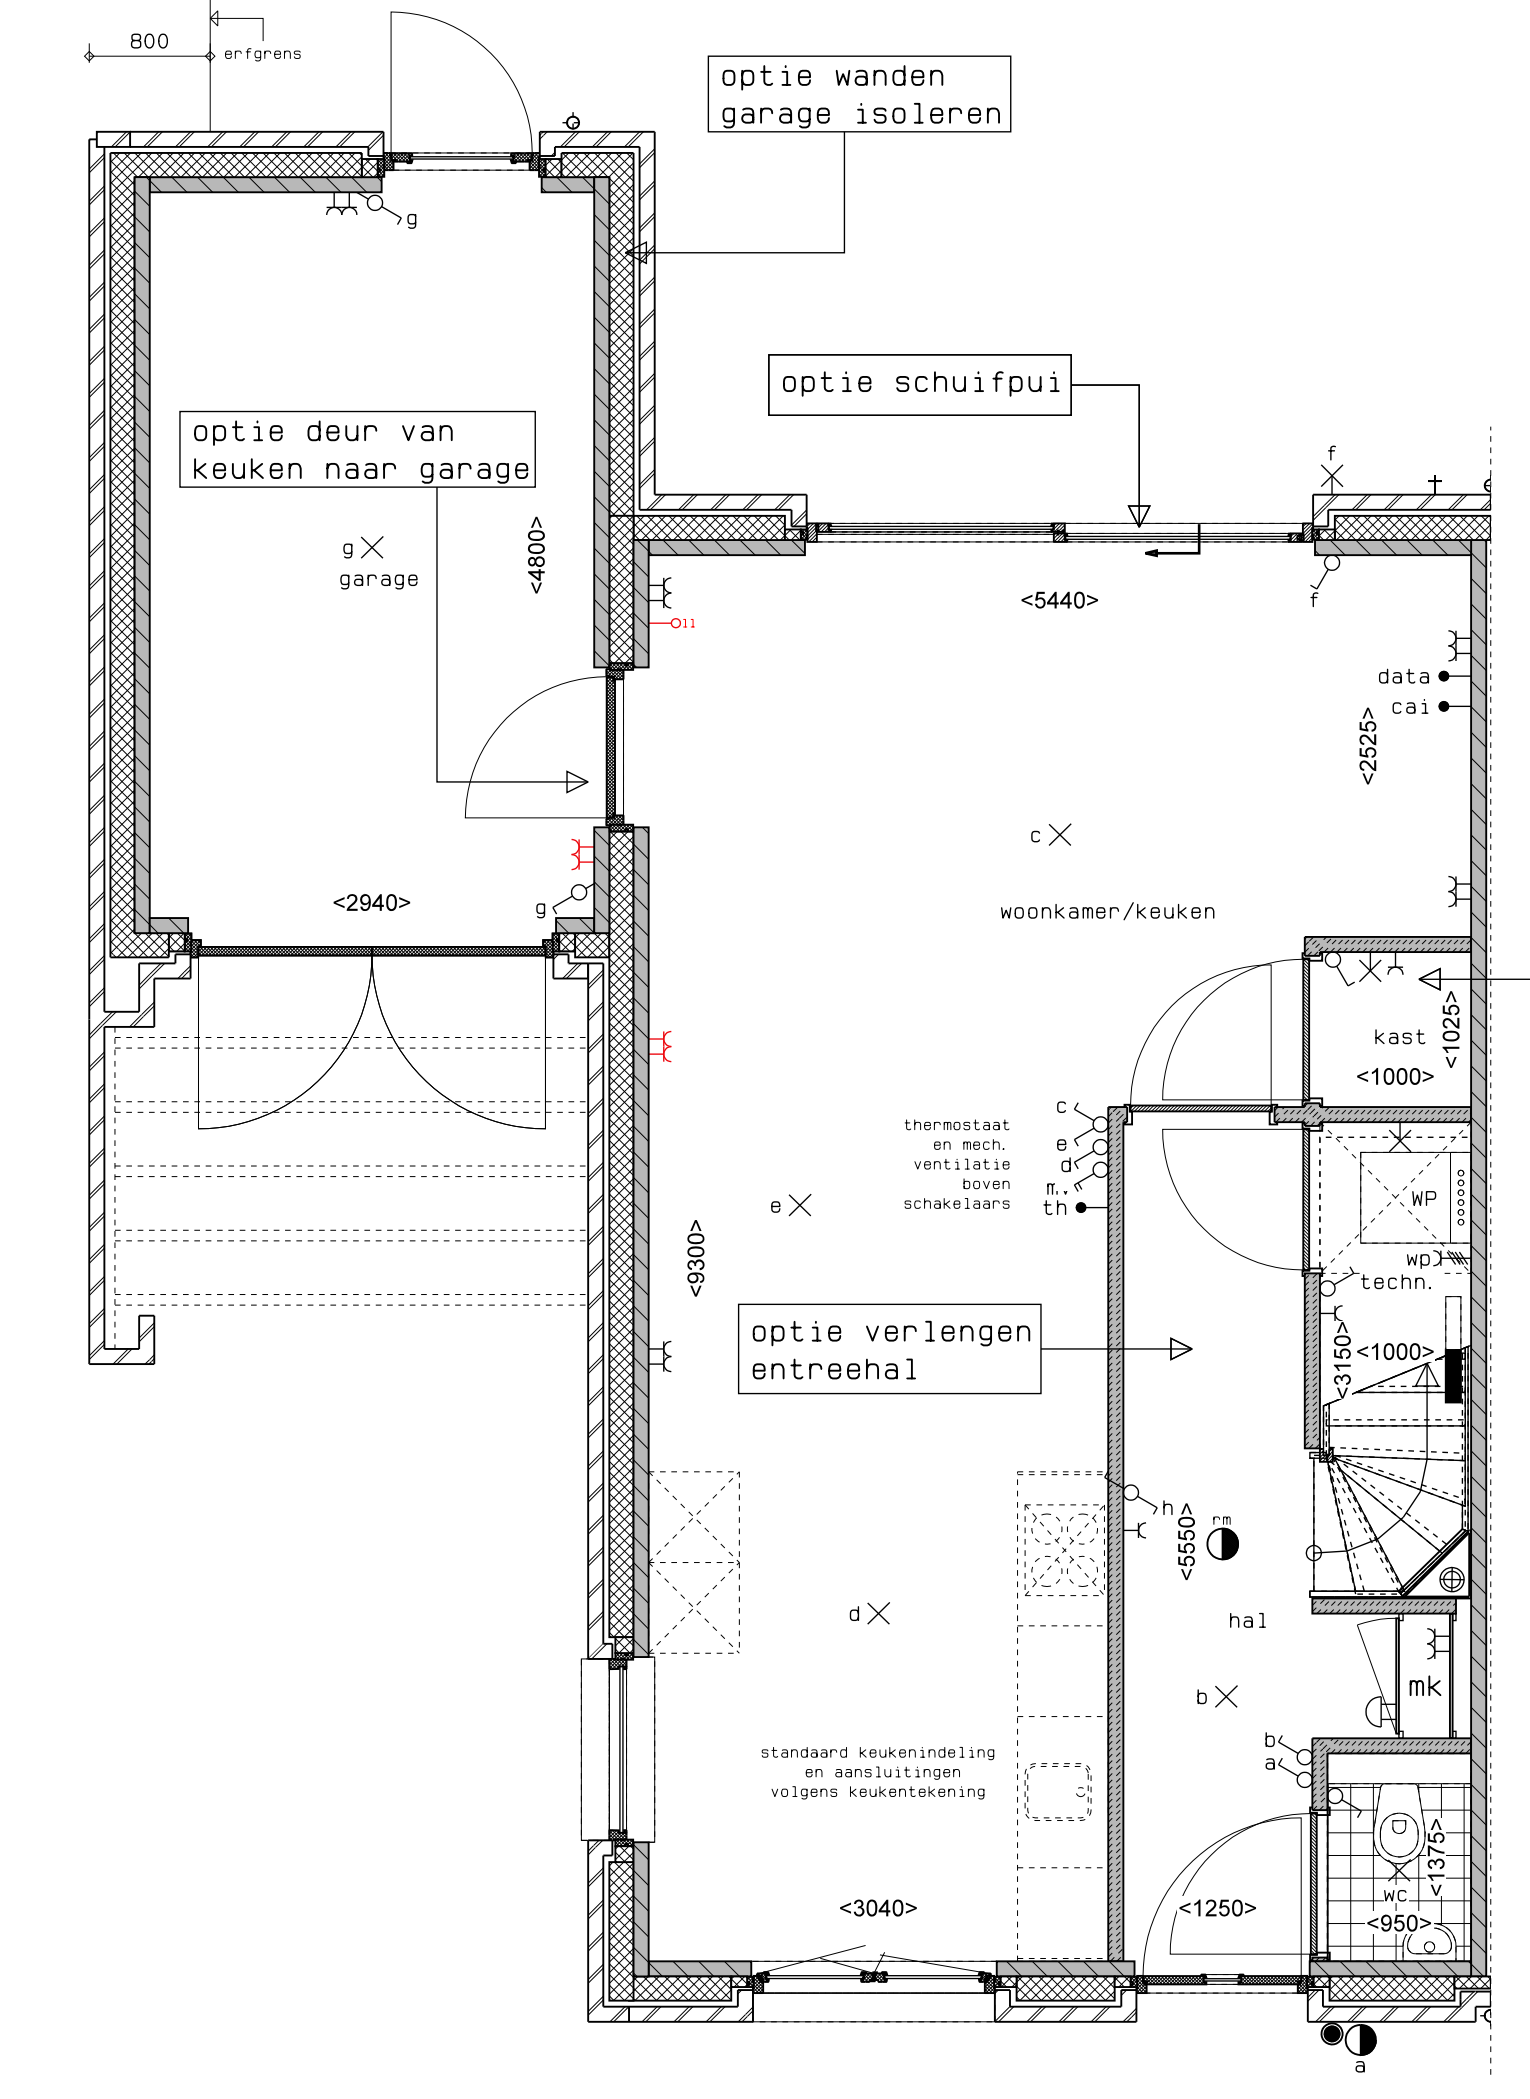 800
erfgrens
optie wanden
garage isoleren
g
optie schuifpui
optie deur van
keuken naar garage
f
g
garage
<4800>
<5440>
f
11
data
cai
<2525>
c
woonkamer/keuken
<2940>
g
kast
<1025>
<1000>
thermostaat
en mech.
ventilatie
boven
schakelaars
c
e
d
th
WP
wp
techn.
e
<9300>
optie verlengen
entreehal
<3150>
<1000>
h
<5550>
rm
d
hal
mk
b
b
a
standaard keukenindeling
en aansluitingen
volgens keukentekening
<1375>
wc
<950>
<3040>
<1250>
a